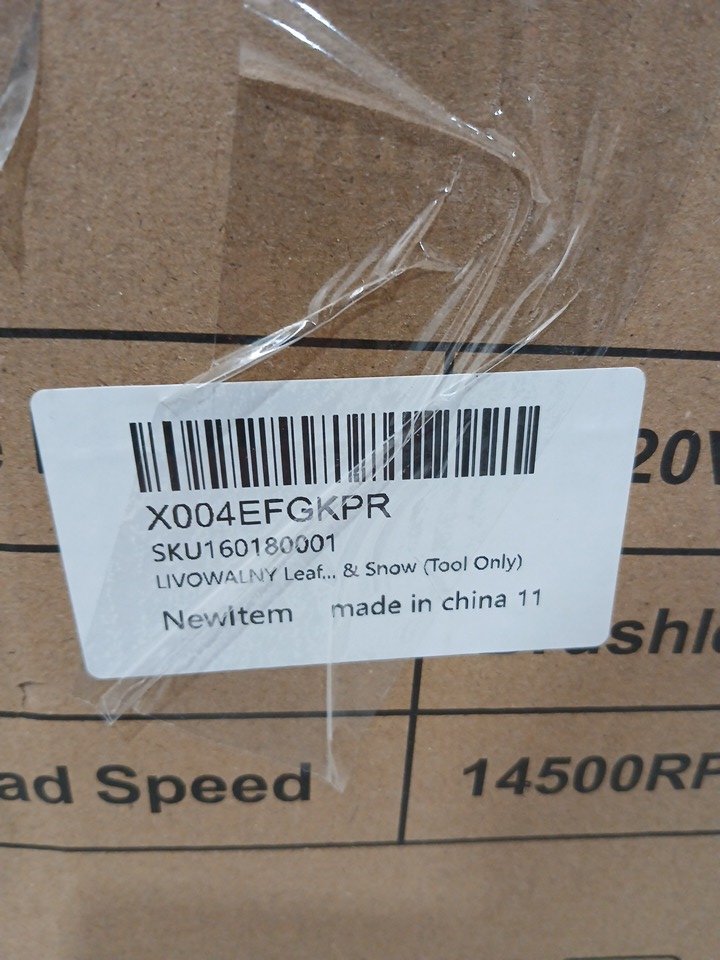 20V
X004EFGKPR
SKU160180001
LIVOWALNY Leaf... & Snow (Tool Only)
NewItem made in china 11
ad Speed 14500RP